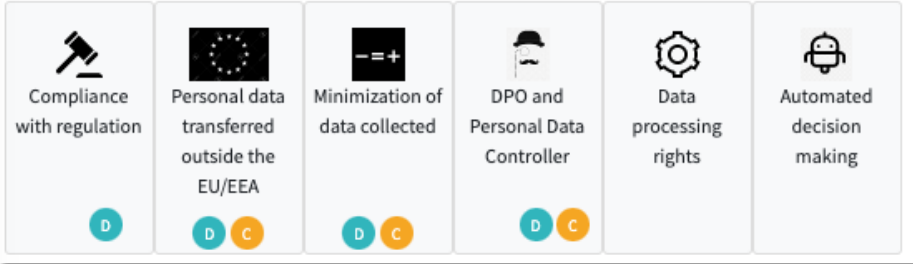 Compliance
with regulation
D
Personal data
transferred
outside the
EU/EEA
D C
Minimization of
data collected
D C
DPO and
Personal Data
Controller
D C
Data
processing
rights
Automated
decision
making